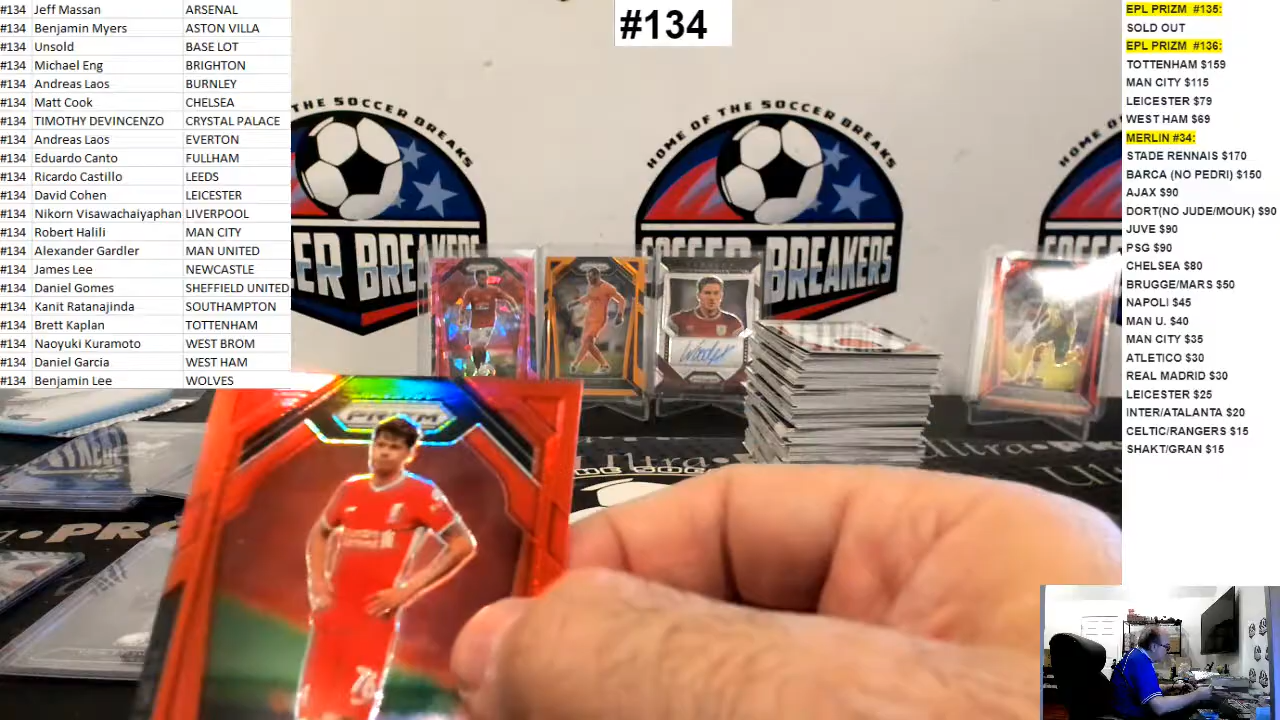 #134 Jeff Massan ARSENAL
#134 Benjamin Myers ASTON VILLA
#134 Unsold BASE LOT
#134 Michael Eng BRIGHTON
#134 Andreas Laos BURNLEY
#134 Matt Cook CHELSEA
#134 TIMOTHY DEVINCENZO CRYSTAL PALACE
#134 Andreas Laos EVERTON
#134 Eduardo Canto FULLHAM
#134 Ricardo Castillo LEEDS
#134 David Cohen LEICESTER
#134 Nikorn Visawachaiyaphan LIVERPOOL
#134 Robert Halili MAN CITY
#134 Alexander Gardler MAN UNITED
#134 James Lee NEWCASTLE
#134 Daniel Gomes SHEFFIELD UNITED
#134 Kanit Ratanajinda SOUTHAMPTON
#134 Brett Kaplan TOTTENHAM
#134 Naoyuki Kuramoto WEST BROM
#134 Daniel Garcia WEST HAM
#134 Benjamin Lee WOLVES
#134
THE SOCCER BREAKS
ER BREAKERS
HOME OF THE SOCCER BREAKS
SOCCER BREAKERS
PRIZM
76
EPL PRIZM #135:
SOLD OUT
EPL PRIZM #136:
TOTTENHAM $159
MAN CITY $115
LEICESTER $79
WEST HAM $69
MERLIN #34:
STADE RENNAIS $170
BARCA (NO PEDRI) $150
AJAX $90
DORT(NO JUDE/MOUK) $90
JUVE $90
PSG $90
CHELSEA $80
BRUGGE/MARS $50
NAPOLI $45
MAN U. $40
MAN CITY $35
ATLETICO $30
REAL MADRID $30
LEICESTER $25
INTER/ATALANTA $20
CELTIC/RANGERS $15
SHAKT/GRAN $15